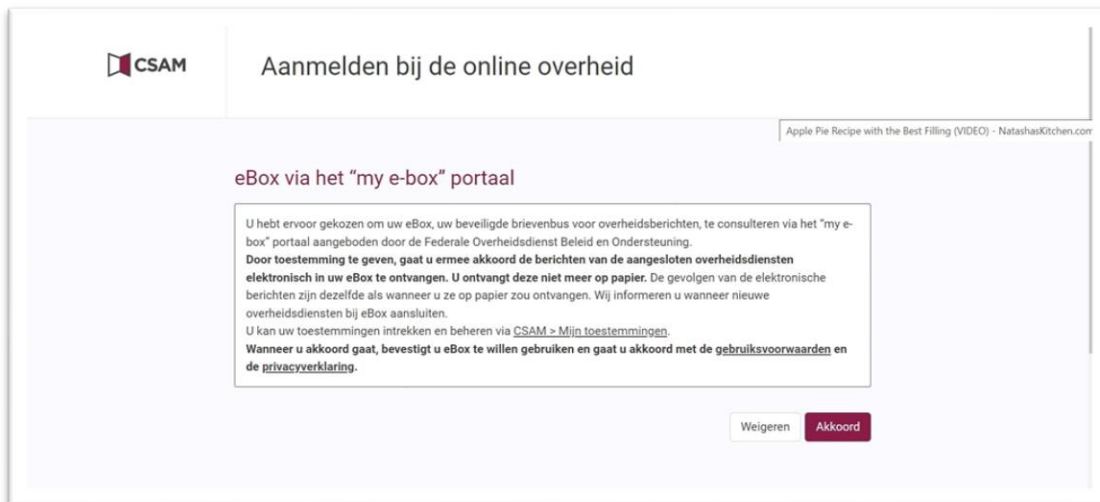 CSAM
Aanmelden bij de online overheid
Apple Pie Recipe with the Best Filling (VIDEO) - NatashasKitchen.com
eBox via het “my e-box” portaal
U hebt ervoor gekozen om uw eBox, uw beveiligde brievenbus voor overheidsberichten, te consulteren via het “my e-
box” portaal aangeboden door de Federale Overheidsdienst Beleid en Ondersteuning.
Door toestemming te geven, gaat u ermee akkoord de berichten van de aangesloten overheidsdiensten
elektronisch in uw eBox te ontvangen. U ontvangt deze niet meer op papier. De gevolgen van de elektronische
berichten zijn dezelfde als wanneer u ze op papier zou ontvangen. Wij informeren u wanneer nieuwe
overheidsdiensten bij eBox aansluiten.
U kan uw toestemmingen intrekken en beheren via CSAM > Mijn toestemmingen.
Wanneer u akkoord gaat, bevestigt u eBox te willen gebruiken en gaat u akkoord met de gebruiksvoorwaarden en
de privacyverklaring.
Weigeren
Akkoord